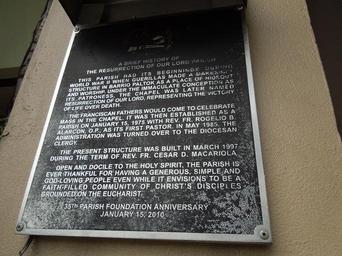 A BRIEF HISTORY OF
THE RESURRECTION OF OUR LORD PARISH
THIS PARISH HAD ITS BEGINNINGS DURING
WORLD WAR II WHEN GUERILLAS MADE A MAKESHIFT
STRUCTURE IN BARRIO PALTOK AS A PLACE OF HIDEOUT
AND WORSHIP, UNDER THE IMMACULATE CONCEPTION AS
ITS PATRONESS. THE CHAPEL WAS LATER NAMED
RESURRECTION OF OUR LORD, REPRESENTING THE VICTORY
OF LIFE OVER DEATH.
THE FRANCISCAN FATHERS WOULD COME TO CELEBRATE
MASS IN THE CHAPEL. IT WAS THEN ESTABLISHED AS A
PARISH ON JANUARY 15, 1975 WITH REV. FR. ROGELIO B.
ALARCON, O.P., AS ITS FIRST PASTOR. IN MAY 1985, THE
ADMINISTRATION WAS TURNED OVER TO THE DIOCESAN
CLERGY.
THE PRESENT STRUCTURE WAS BUILT IN MARCH 1997
DURING THE TERM OF REV. FR. CESAR D. MACARIOLA.
OPEN AND DOCILE TO THE HOLY SPIRIT, THE PARISH IS
EVER THANKFUL FOR HAVING A GENEROUS, SIMPLE AND
GOD-LOVING PEOPLE EVEN WHILE IT ENVISIONS TO BE A
FAITH-FILLED COMMUNITY OF CHRIST'S DISCIPLES
GROUNDED ON THE EUCHARIST.
35TH PARISH FOUNDATION ANNIVERSARY
JANUARY 15, 2010